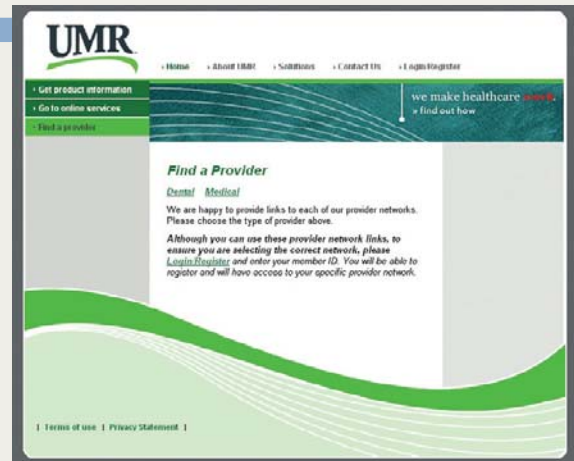 UMR
› Home › About UMR › Solutions › Contact Us › Login/Register
› Get product information
› Go to online services
› Find a provider
we make healthcare work.
» find out how
Find a Provider
Dental Medical
We are happy to provide links to each of our provider networks.
Please choose the type of provider above.
Although you can use these provider network links, to
ensure you are selecting the correct network, please
Login/Register and enter your member ID. You will be able to
register and will have access to your specific provider network.
| Terms of use | Privacy Statement |